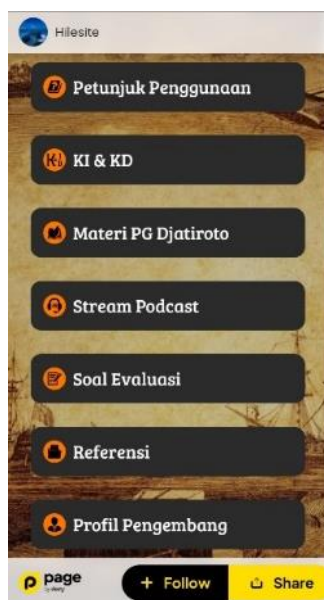 Hilesite
Petunjuk Penggunaan
KI & KD
Materi PG Djatiroto
Stream Podcast
Soal Evaluasi
Referensi
Profil Pengembang
page
+ Follow
Share